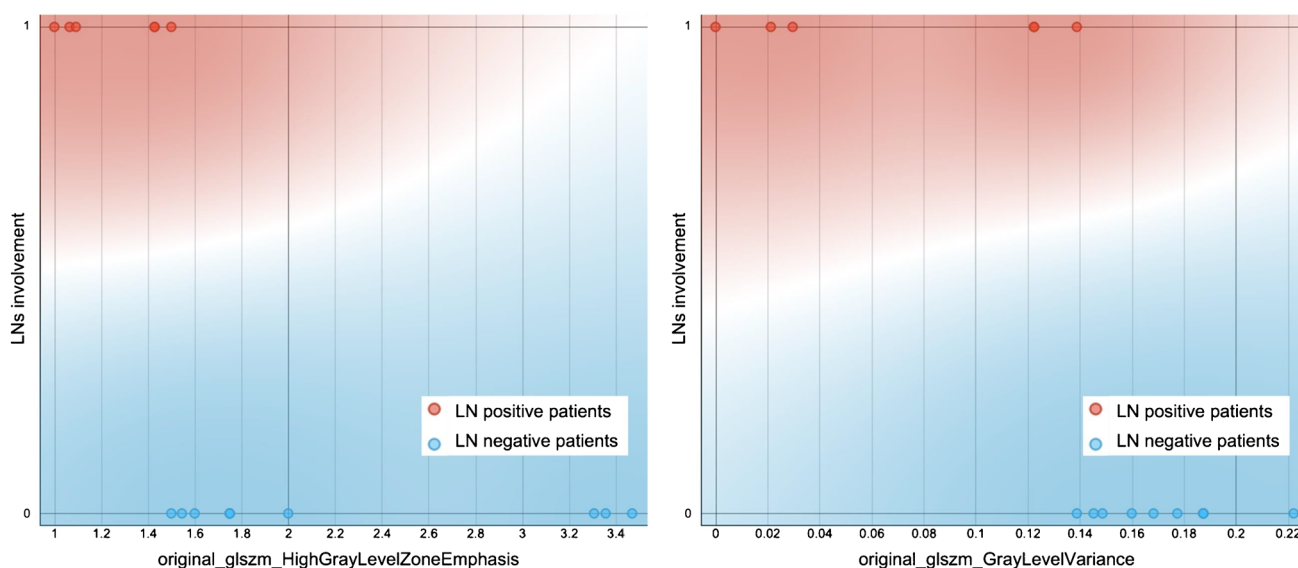 1
LNs involvement
LN positive patients
LN negative patients
0
1 1.2 1.4 1.6 1.8 2 2.2 2.4 2.6 2.8 3 3.2 3.4
original_glszm_HighGrayLevelZoneEmphasis
1
LNs involvement
LN positive patients
LN negative patients
0
0 0.02 0.04 0.06 0.08 0.1 0.12 0.14 0.16 0.18 0.2 0.22
original_glszm_GrayLevelVariance